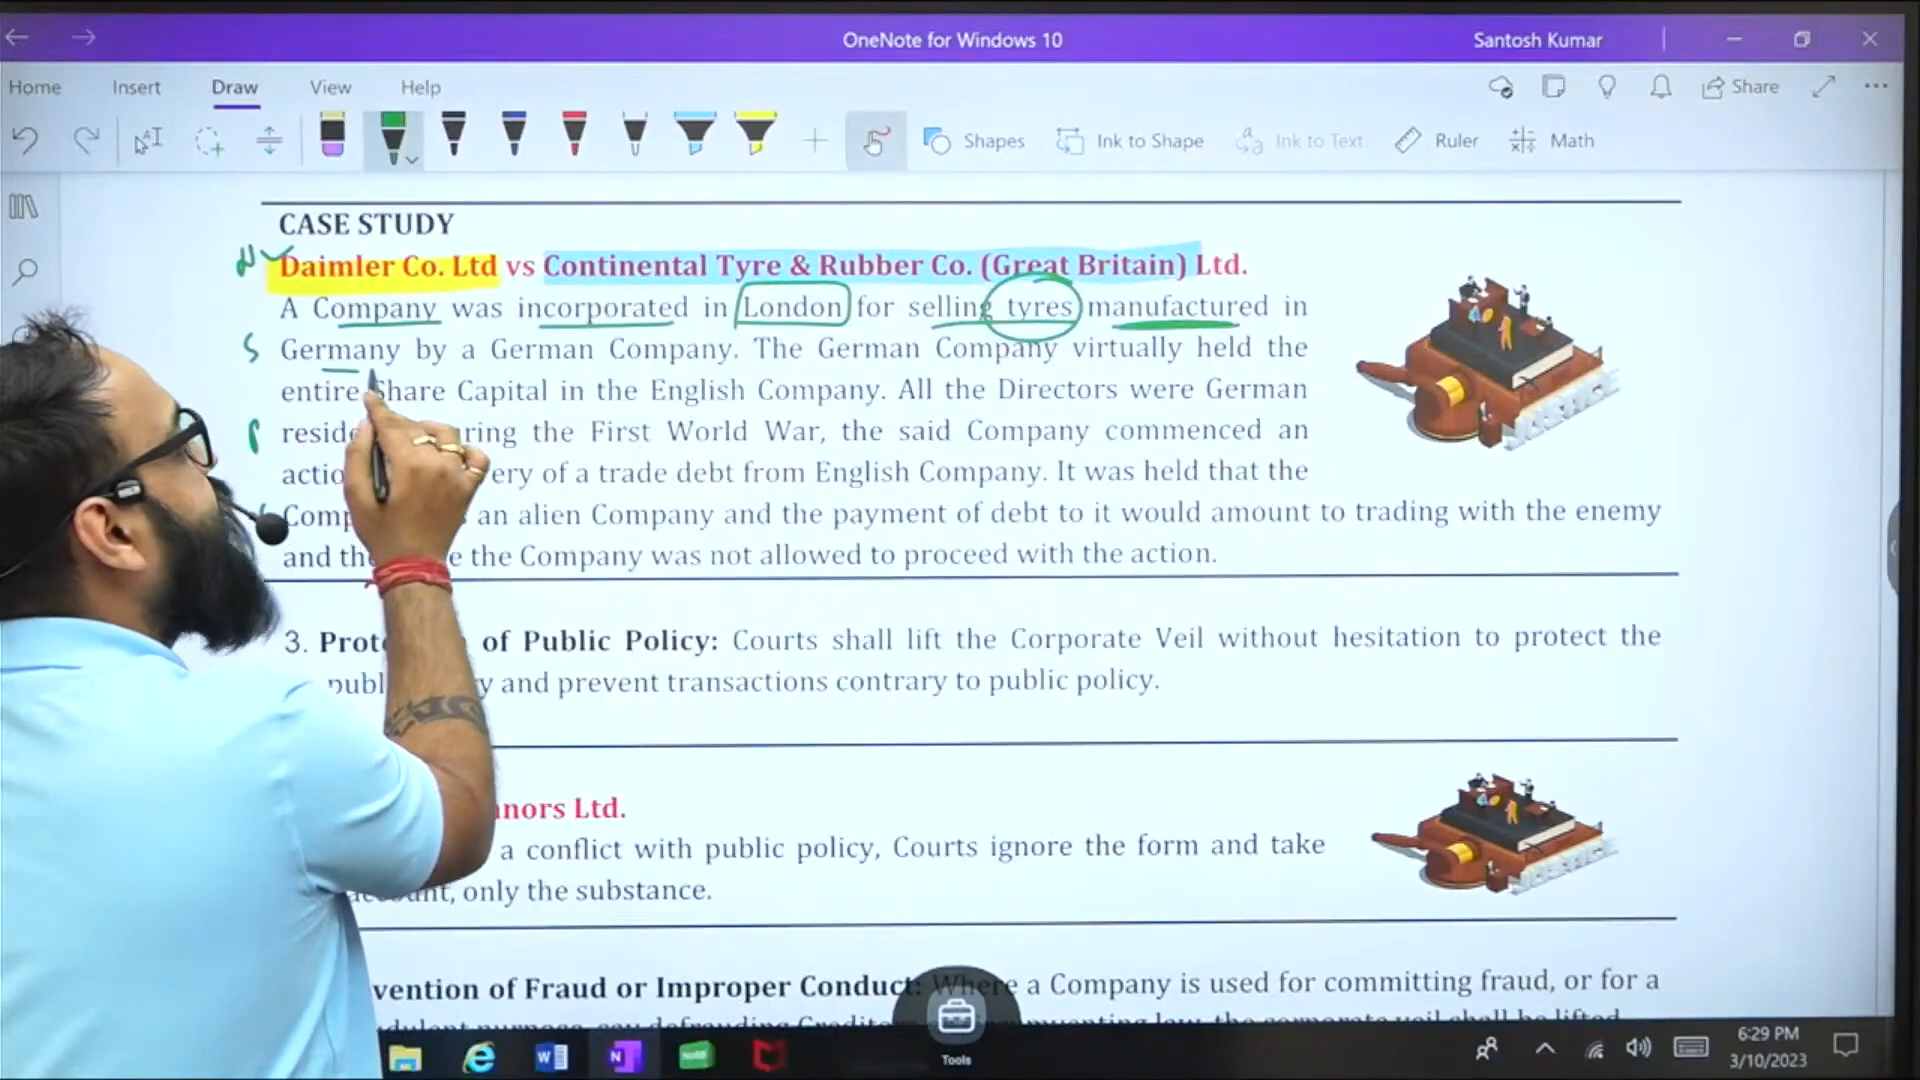 OneNote for Windows 10
Santosh Kumar
Home Insert Draw View Help
Share
Shapes Ink to Shape Ink to Text Ruler Math
CASE STUDY
Daimler Co. Ltd vs Continental Tyre & Rubber Co. (Great Britain) Ltd.
A Company was incorporated in London for selling tyres manufactured in
Germany by a German Company. The German Company virtually held the
entire Share Capital in the English Company. All the Directors were German
reside ring the First World War, the said Company commenced an
actio ery of a trade debt from English Company. It was held that the
Comp an alien Company and the payment of debt to it would amount to trading with the enemy
and the e the Company was not allowed to proceed with the action.
3. Prote of Public Policy: Courts shall lift the Corporate Veil without hesitation to protect the
publ y and prevent transactions contrary to public policy.
nnors Ltd.
a conflict with public policy, Courts ignore the form and take
account, only the substance.
vention of Fraud or Improper Conduct: Where a Company is used for committing fraud, or for a
Tools
6:29 PM
3/10/2023